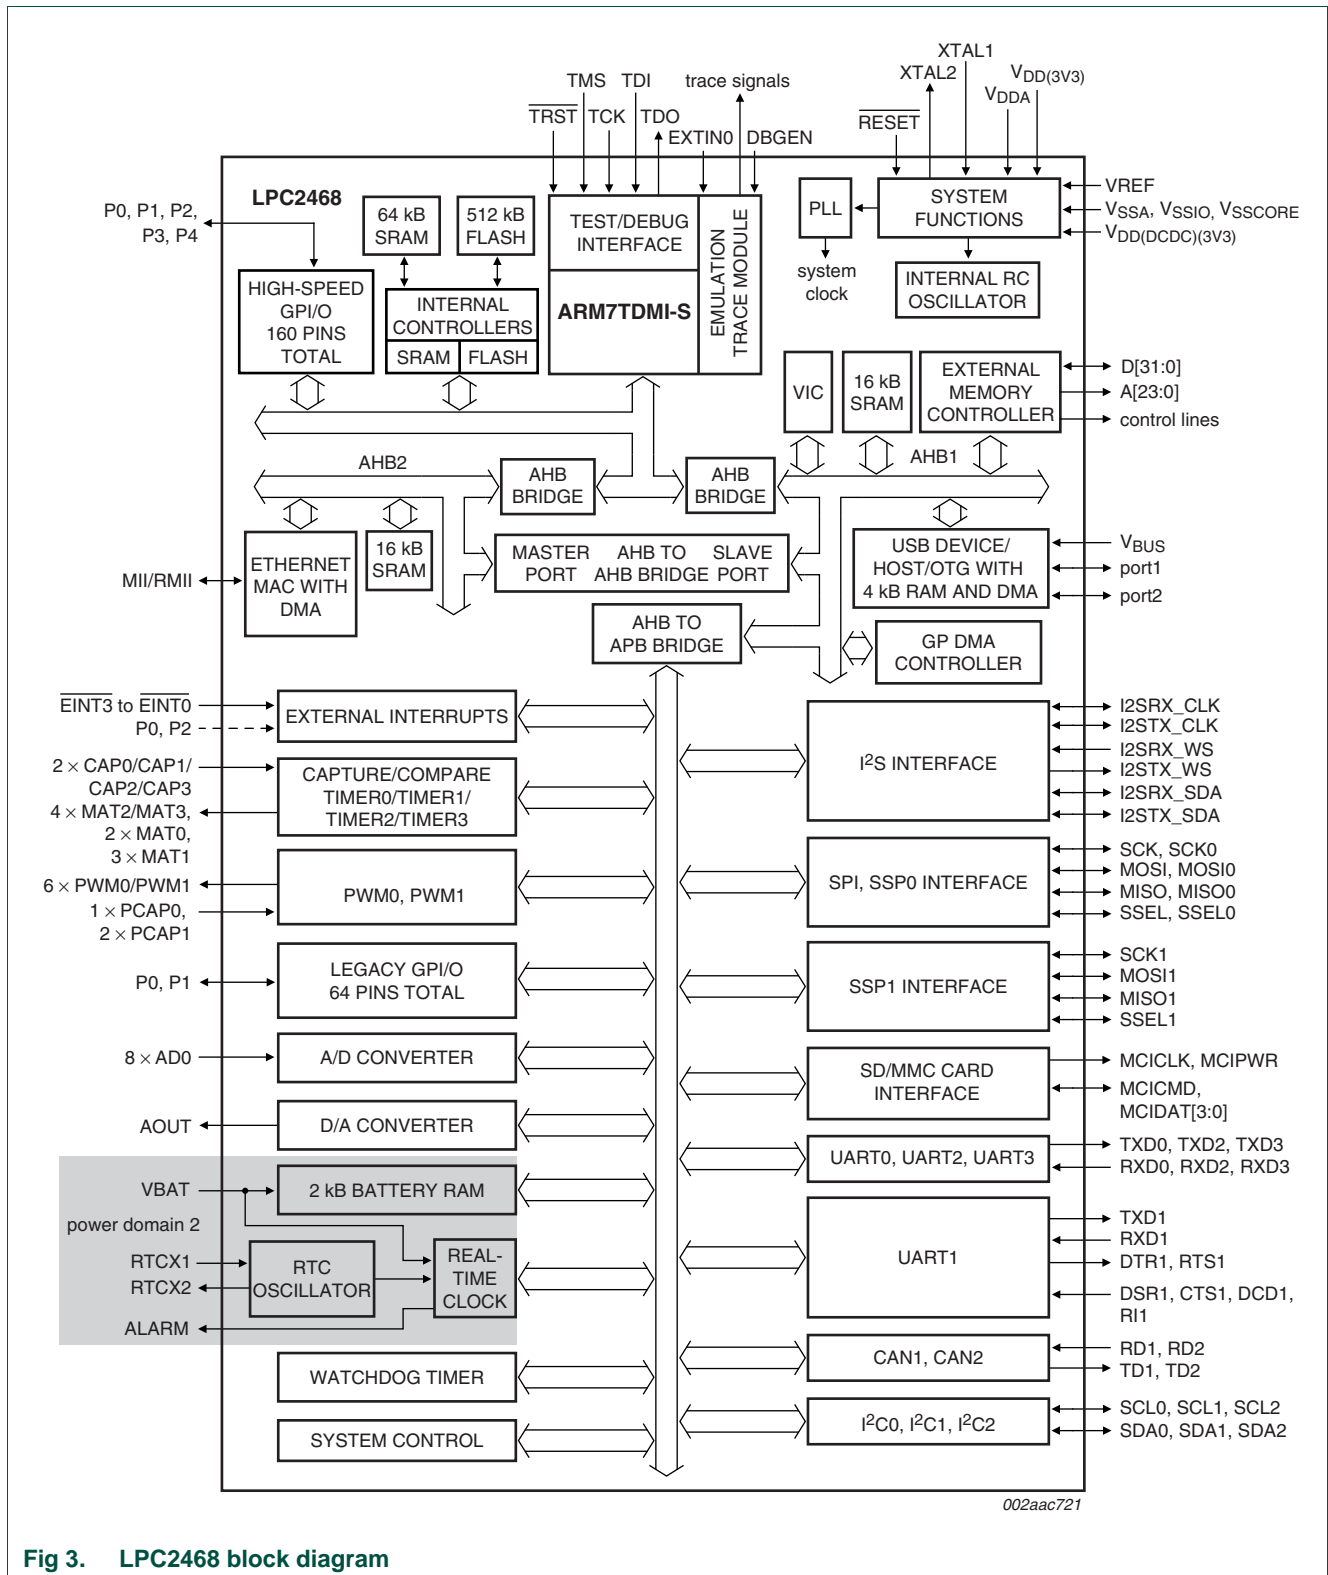 XTAL1
XTAL2
VDD(3V3)
VDDA
TMS
TDI
trace signals
TRST
TCK
TDO
EXTIN0
DBGEN
RESET
LPC2468
P0, P1, P2,
P3, P4
64 kB
SRAM
512 kB
FLASH
TEST/DEBUG
INTERFACE
EMULATION
TRACE MODULE
PLL
SYSTEM
FUNCTIONS
VREF
VSSA, VSSIO, VSSCORE
VDD(DCDC)(3V3)
system
clock
HIGH-SPEED
GPI/O
160 PINS
TOTAL
INTERNAL
CONTROLLERS
SRAM
FLASH
ARM7TDMI-S
INTERNAL RC
OSCILLATOR
VIC
16 kB
SRAM
EXTERNAL
MEMORY
CONTROLLER
D[31:0]
A[23:0]
control lines
AHB2
AHB
BRIDGE
AHB
BRIDGE
AHB1
MII/RMII
ETHERNET
MAC WITH
DMA
16 kB
SRAM
MASTER
PORT
AHB TO
AHB BRIDGE
SLAVE
PORT
USB DEVICE/
HOST/OTG WITH
4 kB RAM AND DMA
VBUS
port1
port2
AHB TO
APB BRIDGE
GP DMA
CONTROLLER
EINT3 to EINT0
P0, P2
EXTERNAL INTERRUPTS
2 × CAP0/CAP1/
CAP2/CAP3
4 × MAT2/MAT3,
2 × MAT0,
3 × MAT1
CAPTURE/COMPARE
TIMER0/TIMER1/
TIMER2/TIMER3
6 × PWM0/PWM1
1 × PCAP0,
2 × PCAP1
PWM0, PWM1
P0, P1
LEGACY GPI/O
64 PINS TOTAL
8 × AD0
A/D CONVERTER
AOUT
D/A CONVERTER
VBAT
2 kB BATTERY RAM
power domain 2
RTCX1
RTCX2
RTC
OSCILLATOR
REAL-
TIME
CLOCK
ALARM
WATCHDOG TIMER
SYSTEM CONTROL
I2S INTERFACE
I2SRX_CLK
I2STX_CLK
I2SRX_WS
I2STX_WS
I2SRX_SDA
I2STX_SDA
SPI, SSP0 INTERFACE
SCK, SCK0
MOSI, MOSI0
MISO, MISO0
SSEL, SSEL0
SSP1 INTERFACE
SCK1
MOSI1
MISO1
SSEL1
SD/MMC CARD
INTERFACE
MCICLK, MCIPWR
MCICMD,
MCIDAT[3:0]
UART0, UART2, UART3
TXD0, TXD2, TXD3
RXD0, RXD2, RXD3
UART1
TXD1
RXD1
DTR1, RTS1
DSR1, CTS1, DCD1,
RI1
CAN1, CAN2
RD1, RD2
TD1, TD2
I2C0, I2C1, I2C2
SCL0, SCL1, SCL2
SDA0, SDA1, SDA2
002aac721
Fig 3. LPC2468 block diagram